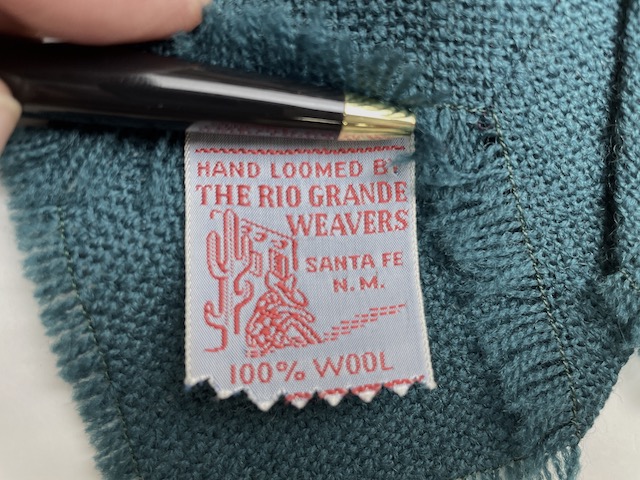 HAND LOOMED BY
THE RIO GRANDE
WEAVERS
SANTA FE
N.M.
100% WOOL